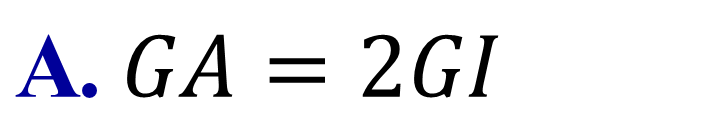 A. GA = 2GI